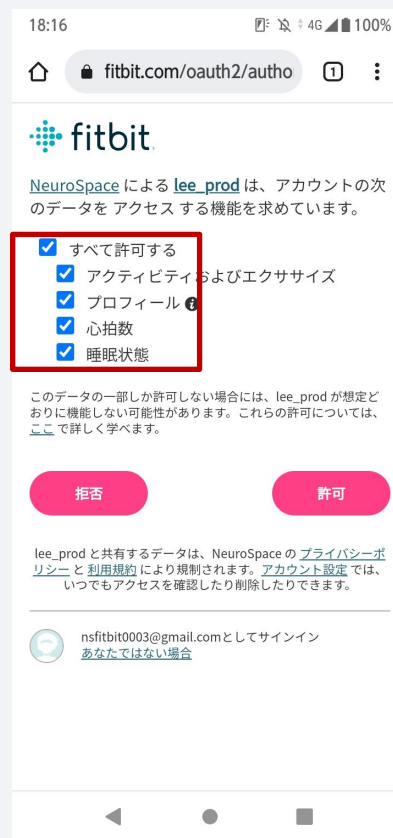 18:16
4G 100%
fitbit.com/oauth2/autho
1
fitbit
NeuroSpace による lee_prod は、アカウントの次
のデータを アクセス する機能を求めています。
すべて許可する
アクティビティおよびエクササイズ
プロフィール
心拍数
睡眠状態
このデータの一部しか許可しない場合には、lee_prod が想定ど
おりに機能しない可能性があります。これらの許可については、
ここ で詳しく学べます。
拒否
許可
lee_prod と共有するデータは、NeuroSpace の プライバシーポ
リシー と 利用規約 により規制されます。アカウント設定 では、
いつでもアクセスを確認したり削除したりできます。
nsfitbit0003@gmail.comとしてサインイン
あなたではない場合